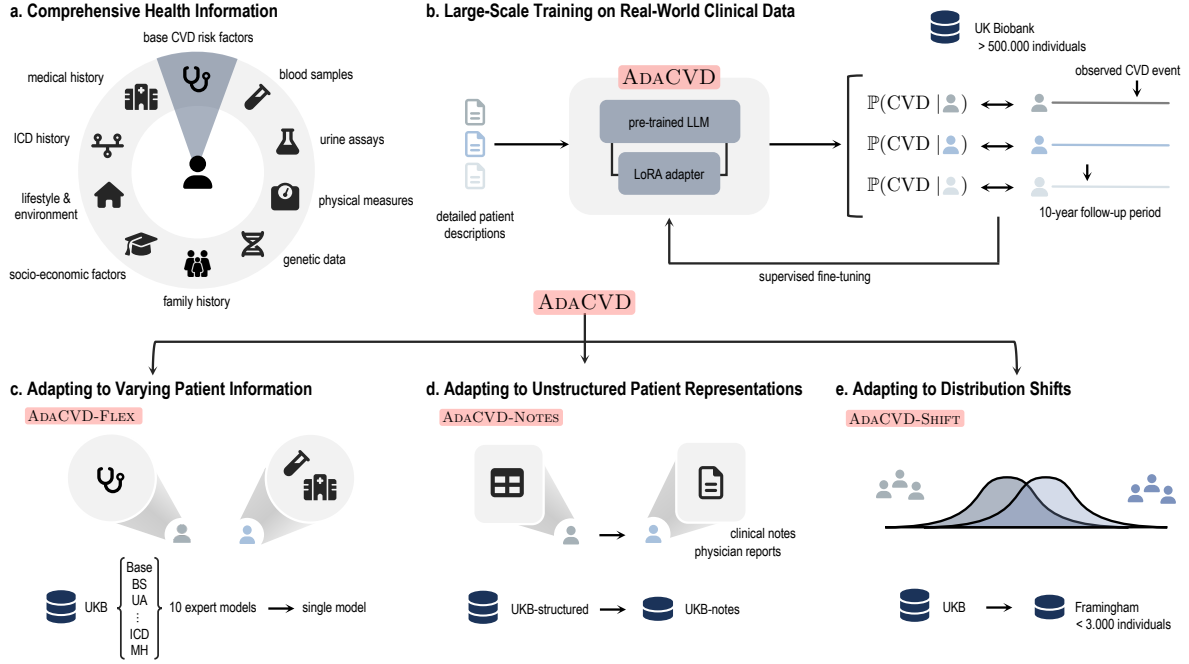 a. Comprehensive Health Information
base CVD risk factors
medical history
blood samples
ICD history
urine assays
lifestyle &
environment
physical measures
socio-economic factors
genetic data
family history
b. Large-Scale Training on Real-World Clinical Data
UK Biobank
> 500.000 individuals
observed CVD event
ADACVD
pre-trained LLM
LoRA adapter
detailed patient
descriptions
ℙ(CVD | )
ℙ(CVD | )
ℙ(CVD | )
10-year follow-up period
supervised fine-tuning
ADACVD
c. Adapting to Varying Patient Information
ADACVD-FLEX
UKB
Base
BS
UA
⋮
ICD
MH
10 expert models
single model
d. Adapting to Unstructured Patient Representations
ADACVD-NOTES
clinical notes
physician reports
UKB-structured
UKB-notes
e. Adapting to Distribution Shifts
ADACVD-SHIFT
UKB
Framingham
< 3.000 individuals